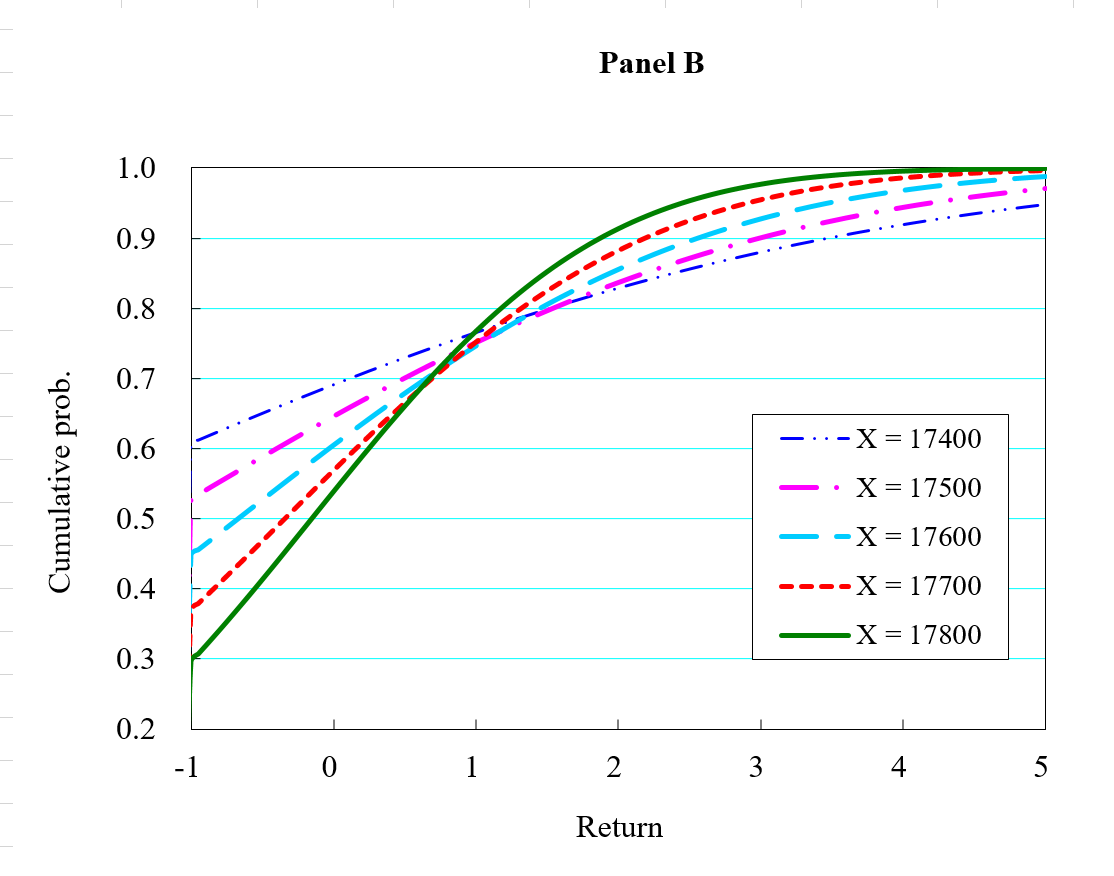 Panel B
1.0
0.9
0.8
0.7
0.6
0.5
0.4
0.3
0.2
Cumulative prob.
X = 17400
X = 17500
X = 17600
X = 17700
X = 17800
-1 0 1 2 3 4 5
Return